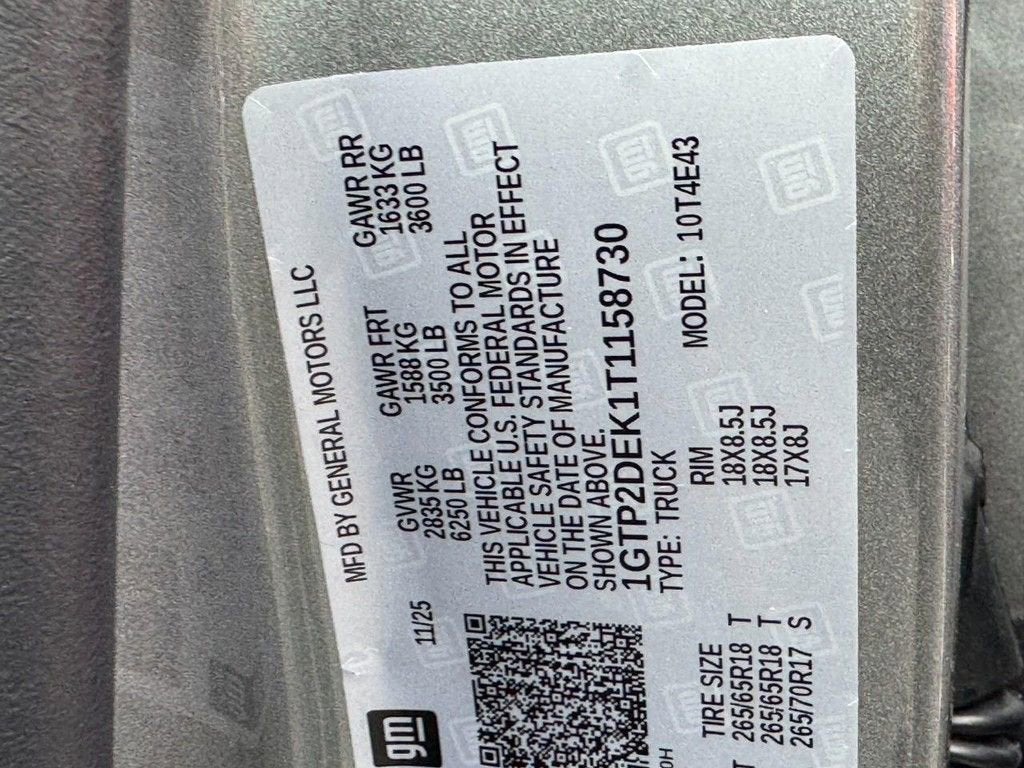 MFD BY GENERAL MOTORS LLC
11/25
GVWR GAWR FRT GAWR RR
2835 KG 1588 KG 1633 KG
6250 LB 3500 LB 3600 LB
THIS VEHICLE CONFORMS TO ALL
APPLICABLE U.S. FEDERAL MOTOR
VEHICLE SAFETY STANDARDS IN EFFECT
ON THE DATE OF MANUFACTURE
SHOWN ABOVE.
1GTP2DEK1T1158730
TYPE: TRUCK MODEL: 10T4E43
gm
TIRE SIZE RIM
265/65R18 T 18X8.5J
265/65R18 T 18X8.5J
265/70R17 S 17X8J